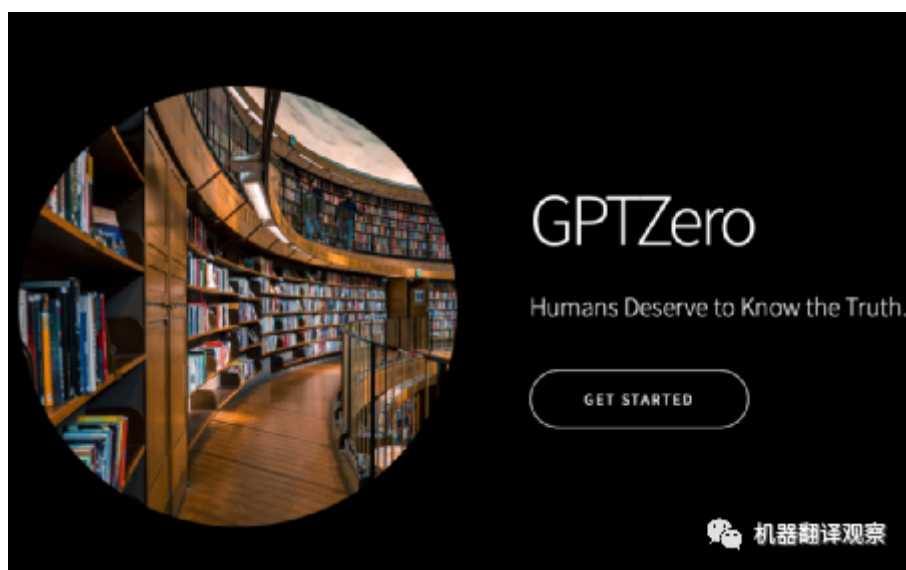 GPTZero
Humans Deserve to Know the Truth.
GET STARTED
机器翻译观察